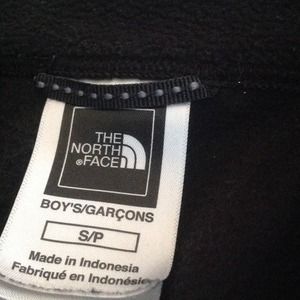 THE
NORTH
®FACE
BOY'S/GARÇONS
S/P
Made in Indonesia
Fabriqué en Indonésie